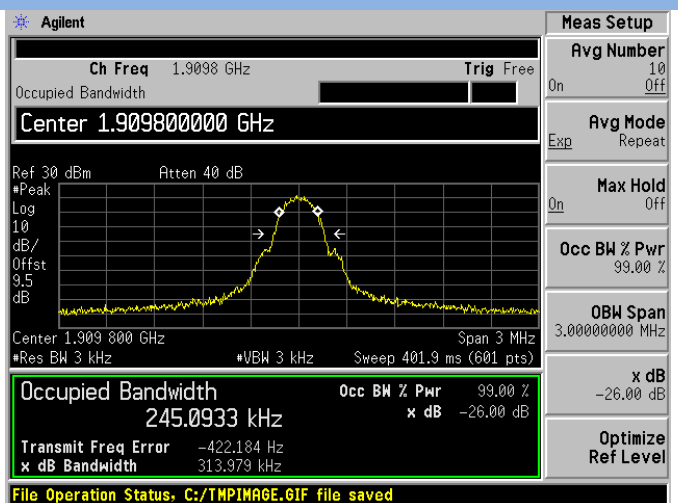 Agilent
Meas Setup
Ch Freq 1.9098 GHz Trig Free
Occupied Bandwidth
Center 1.909800000 GHz
Ref 30 dBm Atten 40 dB
#Peak
Log
10
dB/
Offst
9.5
dB
Center 1.909 800 GHz Span 3 MHz
#Res BW 3 kHz #VBW 3 kHz Sweep 401.9 ms (601 pts)
Occupied Bandwidth Occ BW % Pwr 99.00 %
245.0933 kHz x dB -26.00 dB
Transmit Freq Error -422.184 Hz
x dB Bandwidth 313.979 kHz
File Operation Status, C:/TMPIMAGE.GIF file saved
Avg Number
10
On Off
Avg Mode
Exp Repeat
Max Hold
On Off
Occ BW % Pwr
99.00 %
OBW Span
3.00000000 MHz
x dB
-26.00 dB
Optimize
Ref Level